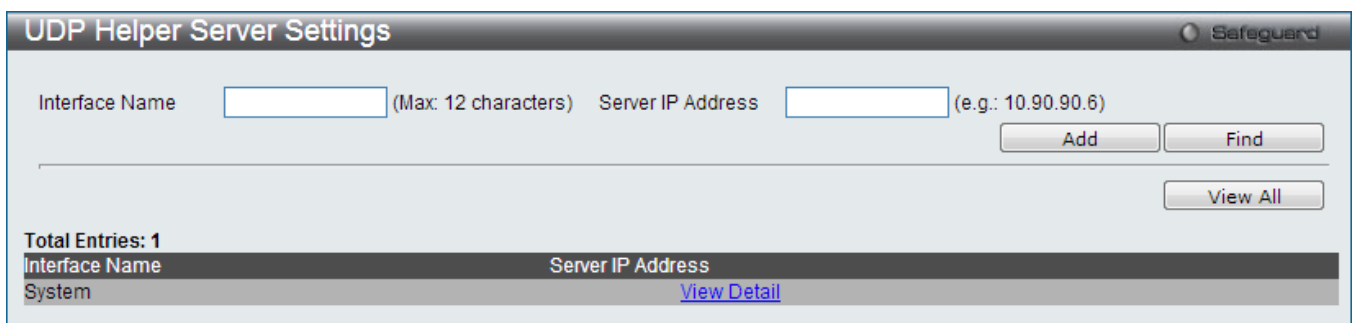 UDP Helper Server Settings
Safeguard
Interface Name (Max: 12 characters) Server IP Address (e.g.: 10.90.90.6)
Add Find
View All
Total Entries: 1
Interface Name Server IP Address
System View Detail